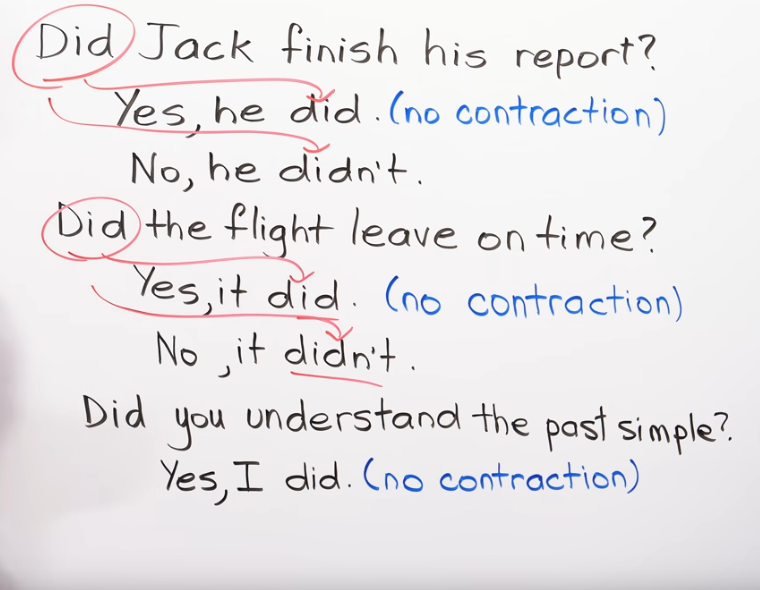 Did Jack finish his report?
Yes, he did. (no contraction)
No, he didn't.
Did the flight leave on time?
Yes, it did. (no contraction)
No, it didn't.
Did you understand the past simple?
Yes, I did. (no contraction)